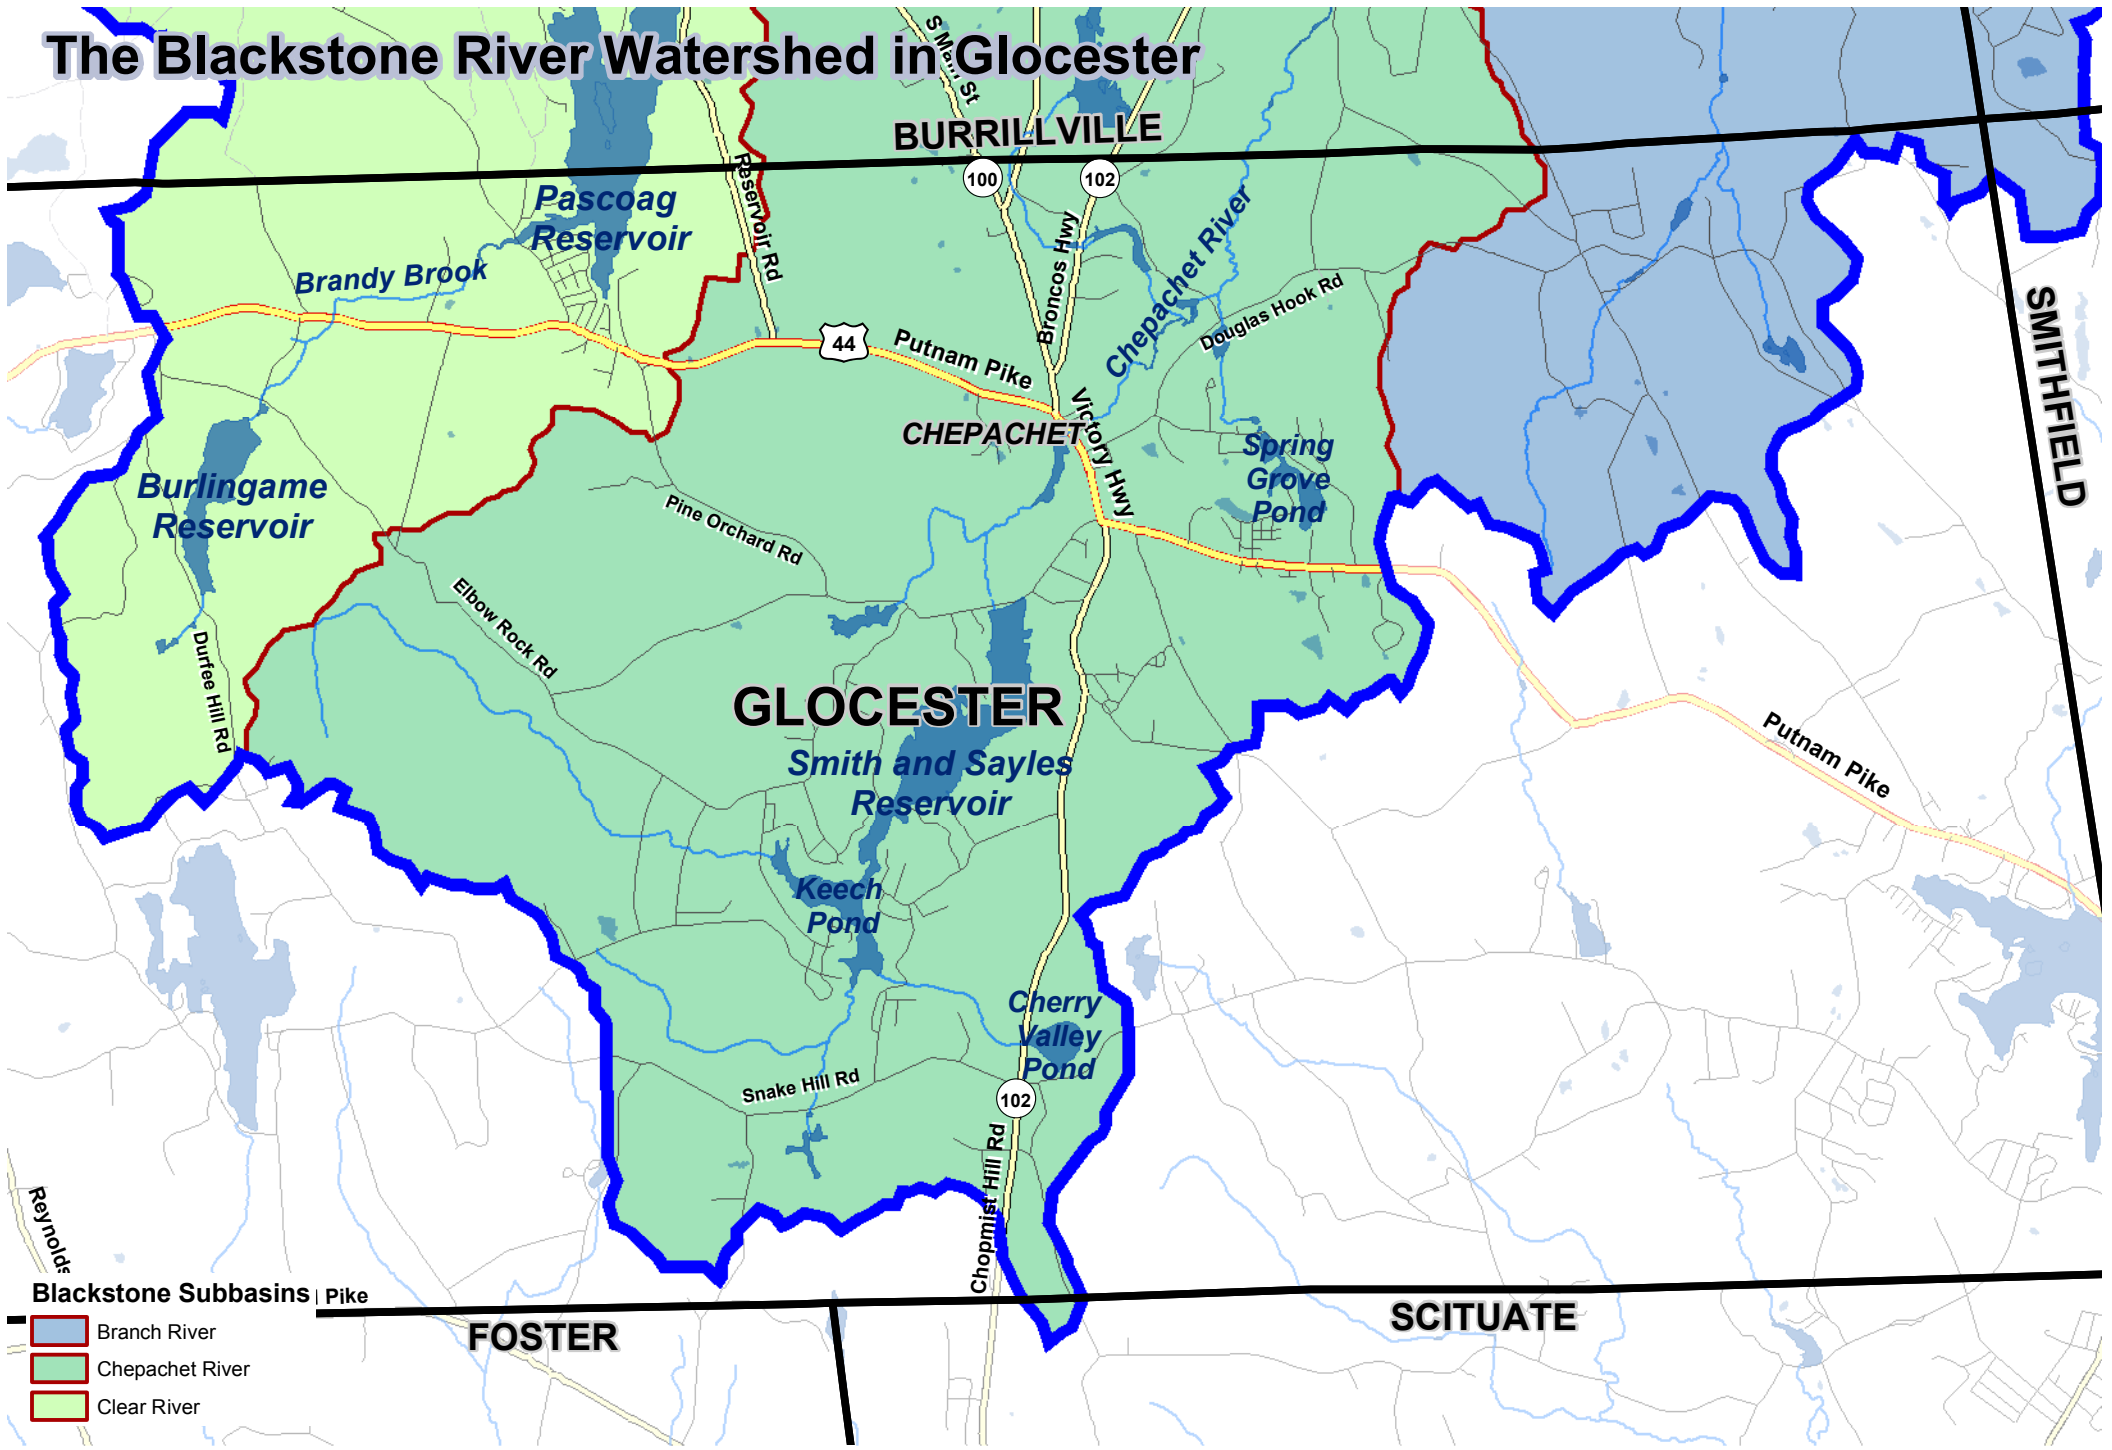 The Blackstone River Watershed in Glocester
S Main St
BURRILLVILLE
100
102
Pascoag
Reservoir
Reservoir Rd
Brandy Brook
Broncos Hwy
Chepachet River
Douglas Hook Rd
SMITHFIELD
44
Putnam Pike
Victory Hwy
CHEPACHET
Spring
Grove
Pond
Burlingame
Reservoir
Pine Orchard Rd
Elbow Rock Rd
Durfee Hill Rd
GLOCESTER
Smith and Sayles
Reservoir
Putnam Pike
Keech
Pond
Cherry
Valley
Pond
Snake Hill Rd
102
Chopmist Hill Rd
Reynolds
Pike
FOSTER
SCITUATE
Blackstone Subbasins
Branch River
Chepachet River
Clear River